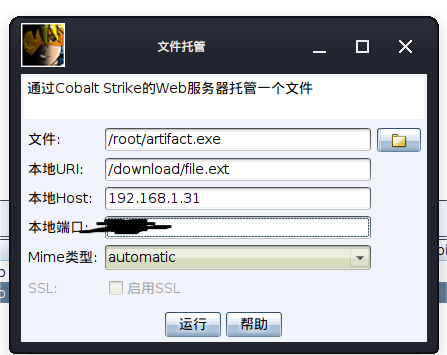 文件托管
通过Cobalt Strike的Web服务器托管一个文件
文件: /root/artifact.exe
本地URI: /download/file.ext
本地Host: 192.168.1.31
本地端口:
Mime类型: automatic
SSL: 启用SSL
运行 帮助